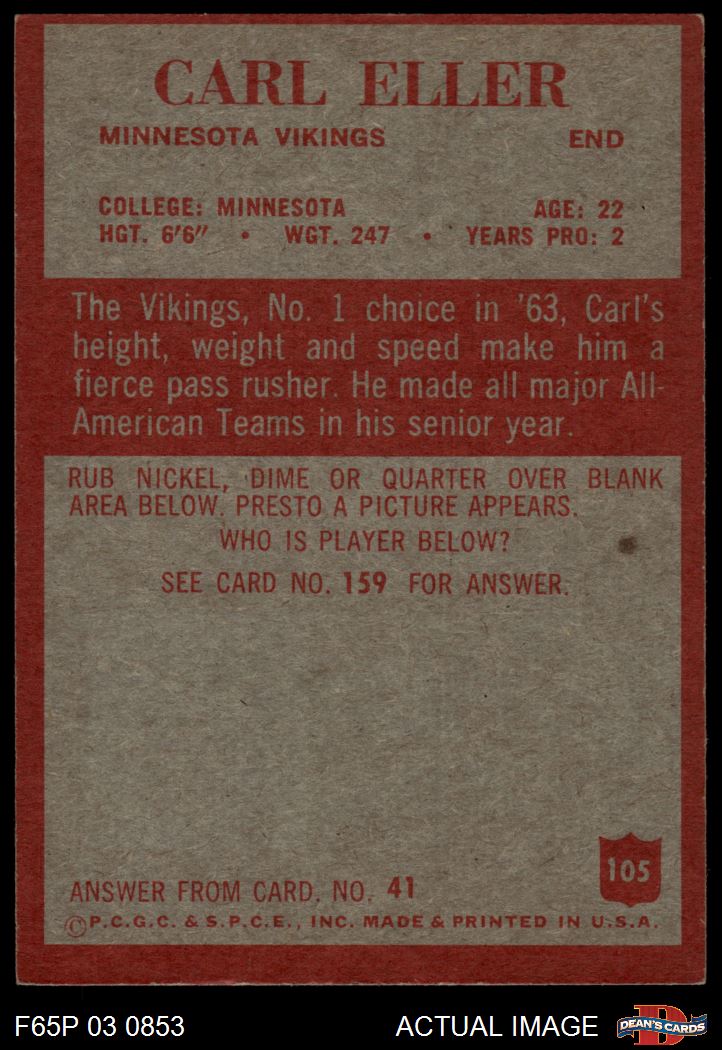 CARL ELLER
MINNESOTA VIKINGS END
COLLEGE: MINNESOTA AGE: 22
HGT. 6'6" • WGT. 247 • YEARS PRO: 2
The Vikings, No. 1 choice in '63, Carl's
height, weight and speed make him a
fierce pass rusher. He made all major All-
American Teams in his senior year.
RUB NICKEL, DIME OR QUARTER OVER BLANK
AREA BELOW. PRESTO A PICTURE APPEARS.
WHO IS PLAYER BELOW?
SEE CARD NO. 159 FOR ANSWER.
105
ANSWER FROM CARD. NO. 41
©P.C.G.C. & S.P.C.E., INC. MADE & PRINTED IN U.S.A.
F65P 03 0853 ACTUAL IMAGE D DEAN'S CARDS